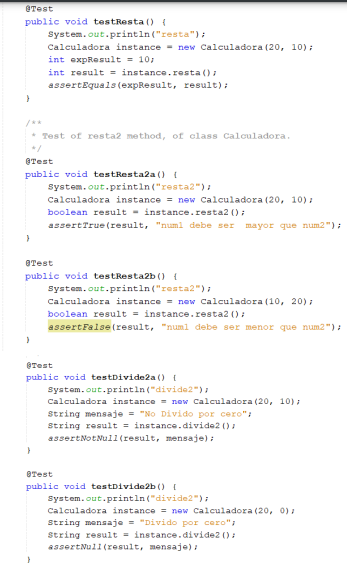 @Test
public void testResta() {
System.out.println("resta");
Calculadora instance = new Calculadora(20, 10);
int expResult = 10;
int result = instance.resta();
assertEquals(expResult, result);
}
/**
* Test of resta2 method, of class Calculadora.
*/
@Test
public void testResta2a() {
System.out.println("resta2");
Calculadora instance = new Calculadora(20, 10);
boolean result = instance.resta2();
assertTrue(result, "num1 debe ser  mayor que num2");
}
@Test
public void testResta2b() {
System.out.println("resta2");
Calculadora instance = new Calculadora(10, 20);
boolean result = instance.resta2();
assertFalse(result, "num1 debe ser menor que num2");
}
@Test
public void testDivide2a() {
System.out.println("divide2");
Calculadora instance = new Calculadora(20, 10);
String mensaje = "No Divido por cero";
String result = instance.divide2();
assertNotNull(result, mensaje);
}
@Test
public void testDivide2b() {
System.out.println("divide2");
Calculadora instance = new Calculadora(20, 0);
String mensaje = "Divido por cero";
String result = instance.divide2();
assertNull(result, mensaje);
}